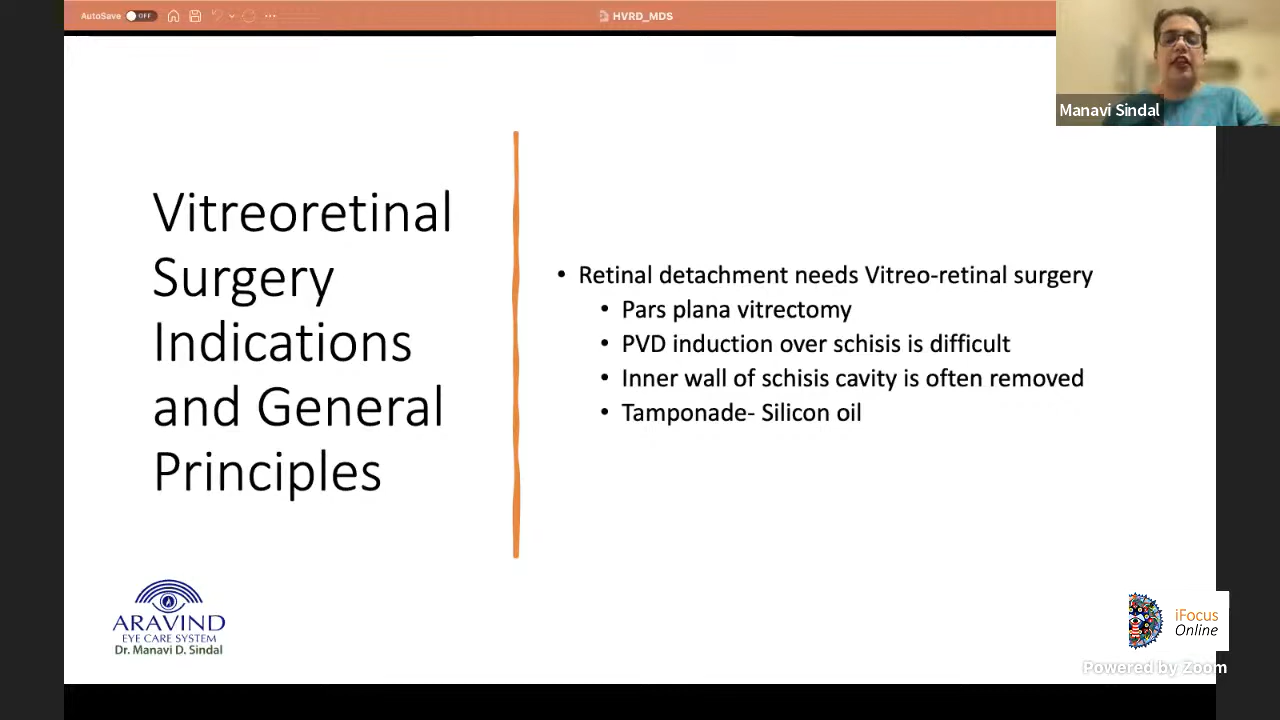 AutoSave OFF
HVRD_MDS
Manavi Sindal
Vitreoretinal
Surgery
Indications
and General
Principles
• Retinal detachment needs Vitreo-retinal surgery
• Pars plana vitrectomy
• PVD induction over schisis is difficult
• Inner wall of schisis cavity is often removed
• Tamponade- Silicon oil
ARAVIND
EYE CARE SYSTEM
Dr. Manavi D. Sindal
iFocus
Online
Powered by Zoom